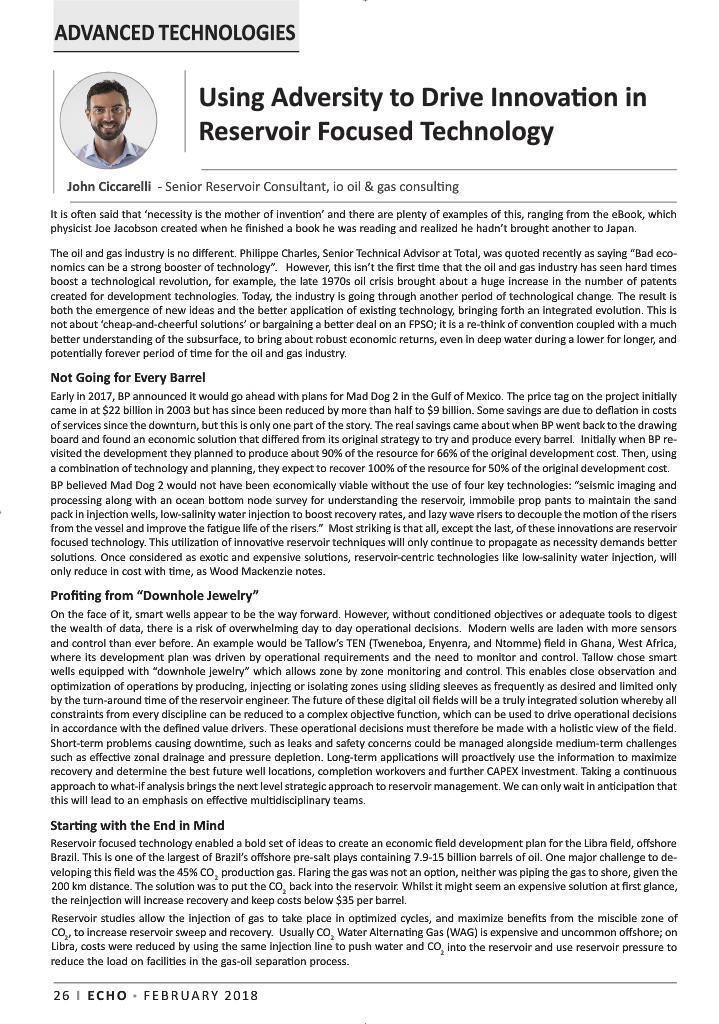 ADVANCED TECHNOLOGIES
Using Adversity to Drive Innovation in
Reservoir Focused Technology
John Ciccarelli - Senior Reservoir Consultant, io oil & gas consulting
It is often said that ‘necessity is the mother of invention’ and there are plenty of examples of this, ranging from the eBook, which
physicist Joe Jacobson created when he finished a book he was reading and realized he hadn’t brought another to Japan.
The oil and gas industry is no different. Philippe Charles, Senior Technical Advisor at Total, was quoted recently as saying “Bad eco-
nomics can be a strong booster of technology”. However, this isn’t the first time that the oil and gas industry has seen hard times
boost a technological revolution, for example, the late 1970s oil crisis brought about a huge increase in the number of patents
created for development technologies. Today, the industry is going through another period of technological change. The result is
both the emergence of new ideas and the better application of existing technology, bringing forth an integrated evolution. This is
not about ‘cheap-and-cheerful solutions’ or bargaining a better deal on an FPSO; it is a re-think of convention coupled with a much
better understanding of the subsurface, to bring about robust economic returns, even in deep water during a lower for longer, and
potentially forever period of time for the oil and gas industry.
Not Going for Every Barrel
Early in 2017, BP announced it would go ahead with plans for Mad Dog 2 in the Gulf of Mexico. The price tag on the project initially
came in at $22 billion in 2003 but has since been reduced by more than half to $9 billion. Some savings are due to deflation in costs
of services since the downturn, but this is only one part of the story. The real savings came about when BP went back to the drawing
board and found an economic solution that differed from its original strategy to try and produce every barrel. Initially when BP re-
visited the development they planned to produce about 90% of the resource for 66% of the original development cost. Then, using
a combination of technology and planning, they expect to recover 100% of the resource for 50% of the original development cost.
BP believed Mad Dog 2 would not have been economically viable without the use of four key technologies: “seismic imaging and
processing along with an ocean bottom node survey for understanding the reservoir, immobile prop pants to maintain the sand
pack in injection wells, low-salinity water injection to boost recovery rates, and lazy wave risers to decouple the motion of the risers
from the vessel and improve the fatigue life of the risers.” Most striking is that all, except the last, of these innovations are reservoir
focused technology. This utilization of innovative reservoir techniques will only continue to propagate as necessity demands better
solutions. Once considered as exotic and expensive solutions, reservoir-centric technologies like low-salinity water injection, will
only reduce in cost with time, as Wood Mackenzie notes.
Profiting from “Downhole Jewelry”
On the face of it, smart wells appear to be the way forward. However, without conditioned objectives or adequate tools to digest
the wealth of data, there is a risk of overwhelming day to day operational decisions. Modern wells are laden with more sensors
and control than ever before. An example would be Tallow’s TEN (Tweneboa, Enyenra, and Ntomme) field in Ghana, West Africa,
where its development plan was driven by operational requirements and the need to monitor and control. Tallow chose smart
wells equipped with “downhole jewelry” which allows zone by zone monitoring and control. This enables close observation and
optimization of operations by producing, injecting or isolating zones using sliding sleeves as frequently as desired and limited only
by the turn-around time of the reservoir engineer. The future of these digital oil fields will be a truly integrated solution whereby all
constraints from every discipline can be reduced to a complex objective function, which can be used to drive operational decisions
in accordance with the defined value drivers. These operational decisions must therefore be made with a holistic view of the field.
Short-term problems causing downtime, such as leaks and safety concerns could be managed alongside medium-term challenges
such as effective zonal drainage and pressure depletion. Long-term applications will proactively use the information to maximize
recovery and determine the best future well locations, completion workovers and further CAPEX investment. Taking a continuous
approach to what-if analysis brings the next level strategic approach to reservoir management. We can only wait in anticipation that
this will lead to an emphasis on effective multidisciplinary teams.
Starting with the End in Mind
Reservoir focused technology enabled a bold set of ideas to create an economic field development plan for the Libra field, offshore
Brazil. This is one of the largest of Brazil’s offshore pre-salt plays containing 7.9-15 billion barrels of oil. One major challenge to de-
veloping this field was the 45% CO2 production gas. Flaring the gas was not an option, neither was piping the gas to shore, given the
200 km distance. The solution was to put the CO2 back into the reservoir. Whilst it might seem an expensive solution at first glance,
the reinjection will increase recovery and keep costs below $35 per barrel.
Reservoir studies allow the injection of gas to take place in optimized cycles, and maximize benefits from the miscible zone of
CO2, to increase reservoir sweep and recovery. Usually CO2 Water Alternating Gas (WAG) is expensive and uncommon offshore; on
Libra, costs were reduced by using the same injection line to push water and CO2 into the reservoir and use reservoir pressure to
reduce the load on facilities in the gas-oil separation process.
26 | ECHO • FEBRUARY 2018